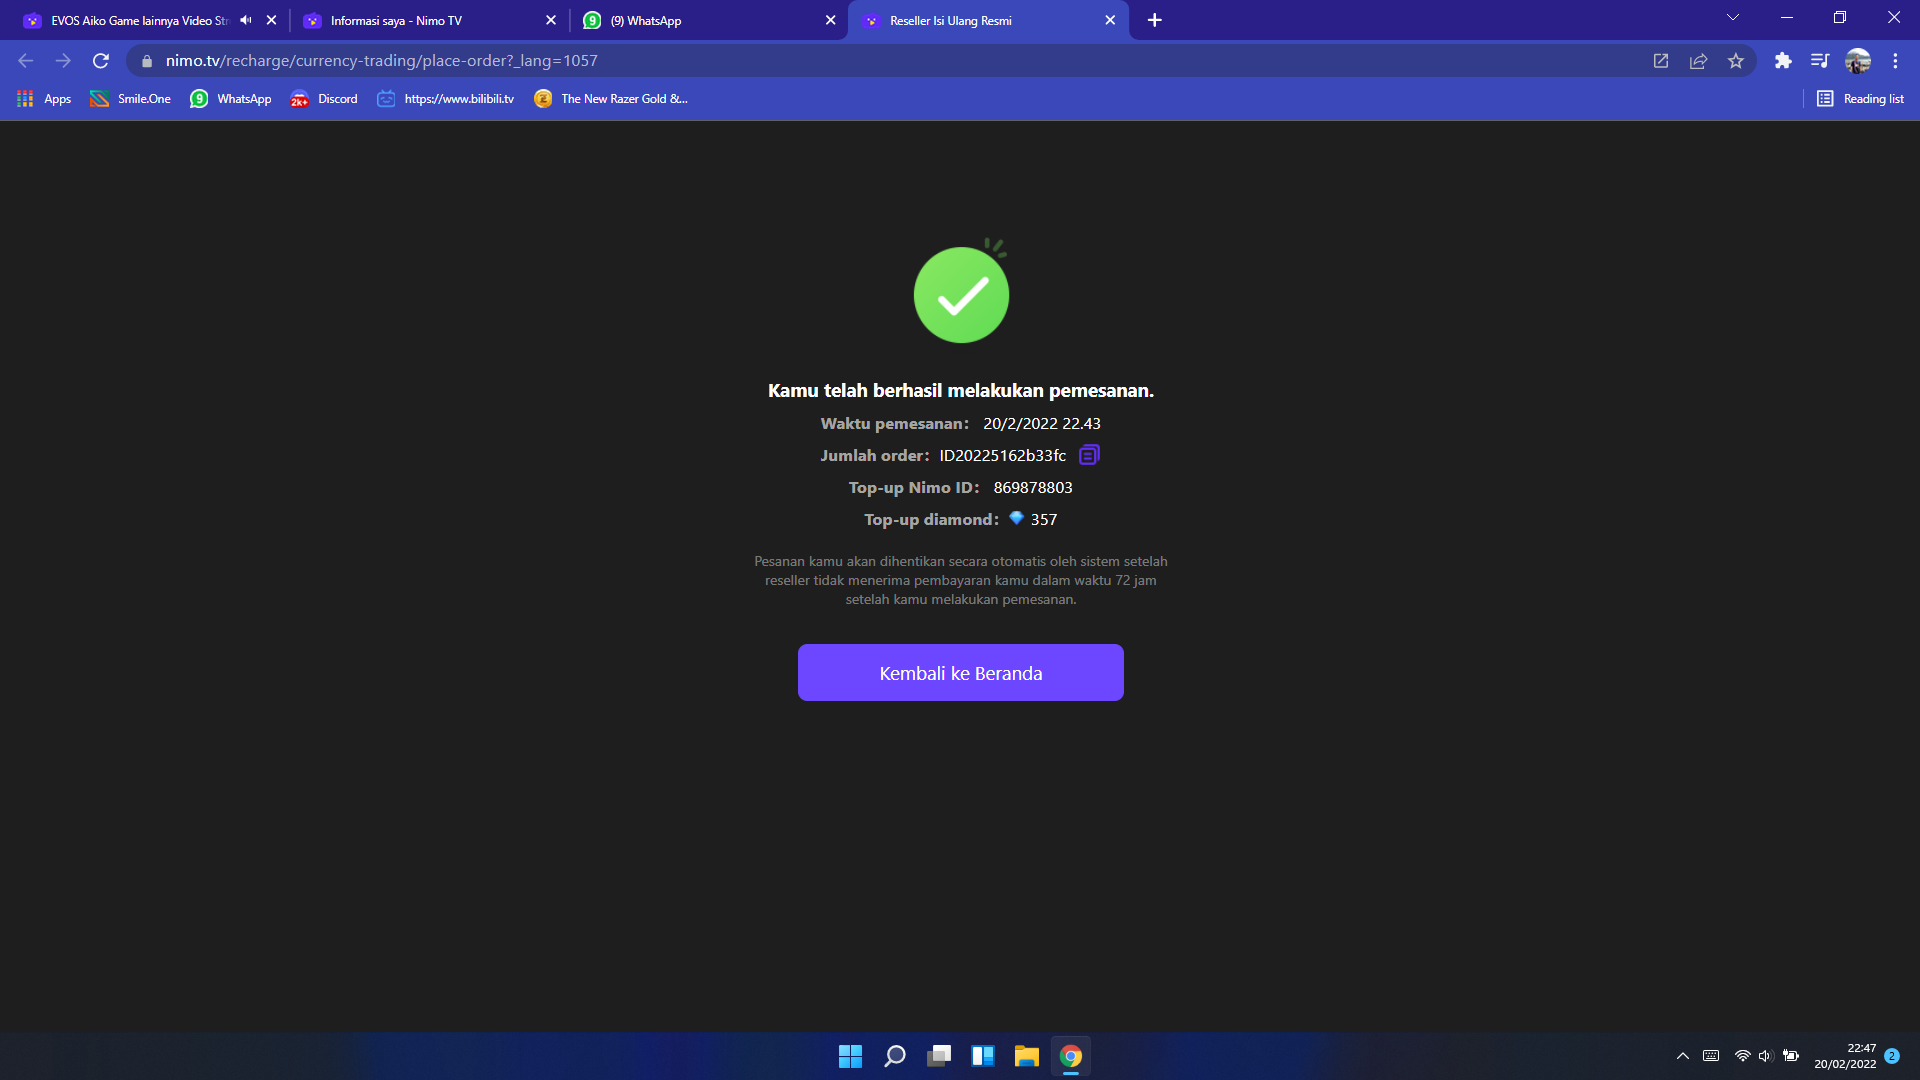 EVOS Aiko Game lainnya Video Str
Informasi saya - Nimo TV
9
(9) WhatsApp
Reseller Isi Ulang Resmi
nimo.tv/recharge/currency-trading/place-order?_lang=1057
Apps
Smile.One
9
WhatsApp
2k+
Discord
https://www.bilibili.tv
The New Razer Gold &...
Reading list
Kamu telah berhasil melakukan pemesanan.
Waktu pemesanan: 20/2/2022 22.43
Jumlah order: ID20225162b33fc
Top-up Nimo ID: 869878803
Top-up diamond: 357
Pesanan kamu akan dihentikan secara otomatis oleh sistem setelah
reseller tidak menerima pembayaran kamu dalam waktu 72 jam
setelah kamu melakukan pemesanan.
Kembali ke Beranda
22:47
20/02/2022
2